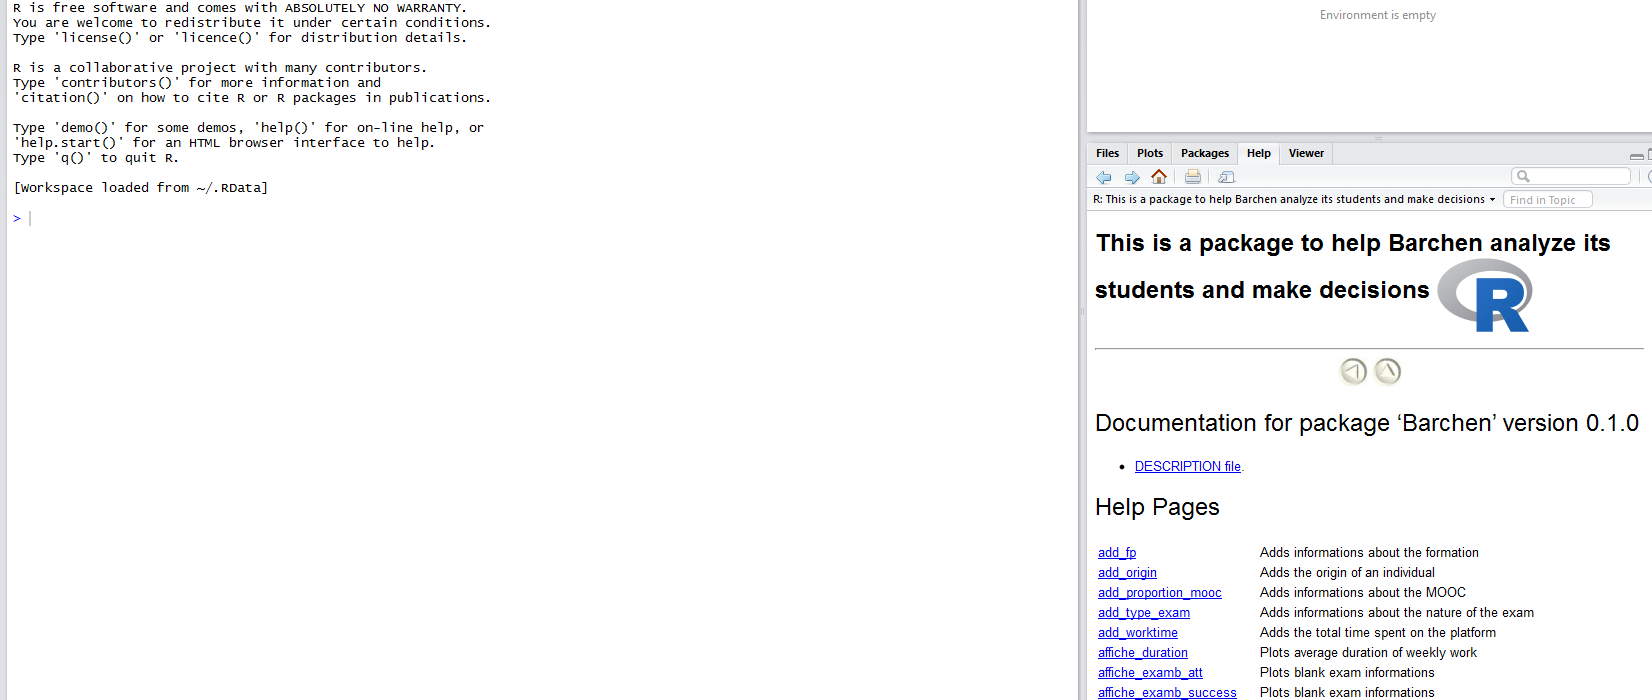 R is free software and comes with ABSOLUTELY NO WARRANTY.
You are welcome to redistribute it under certain conditions.
Type 'license()' or 'licence()' for distribution details.
R is a collaborative project with many contributors.
Type 'contributors()' for more information and
'citation()' on how to cite R or R packages in publications.
Type 'demo()' for some demos, 'help()' for on-line help, or
'help.start()' for an HTML browser interface to help.
Type 'q()' to quit R.
[Workspace loaded from ~/.RData]
>
Environment is empty
Files Plots Packages Help Viewer
R: This is a package to help Barchen analyze its students and make decisions Find in Topic
This is a package to help Barchen analyze its
students and make decisions R
Documentation for package ‘Barchen’ version 0.1.0
• DESCRIPTION file.
Help Pages
add_fp Adds informations about the formation
add_origin Adds the origin of an individual
add_proportion_mooc Adds informations about the MOOC
add_type_exam Adds informations about the nature of the exam
add_worktime Adds the total time spent on the platform
affiche_duration Plots average duration of weekly work
affiche_examb_att Plots blank exam informations
affiche_examb_success Plots blank exam informations